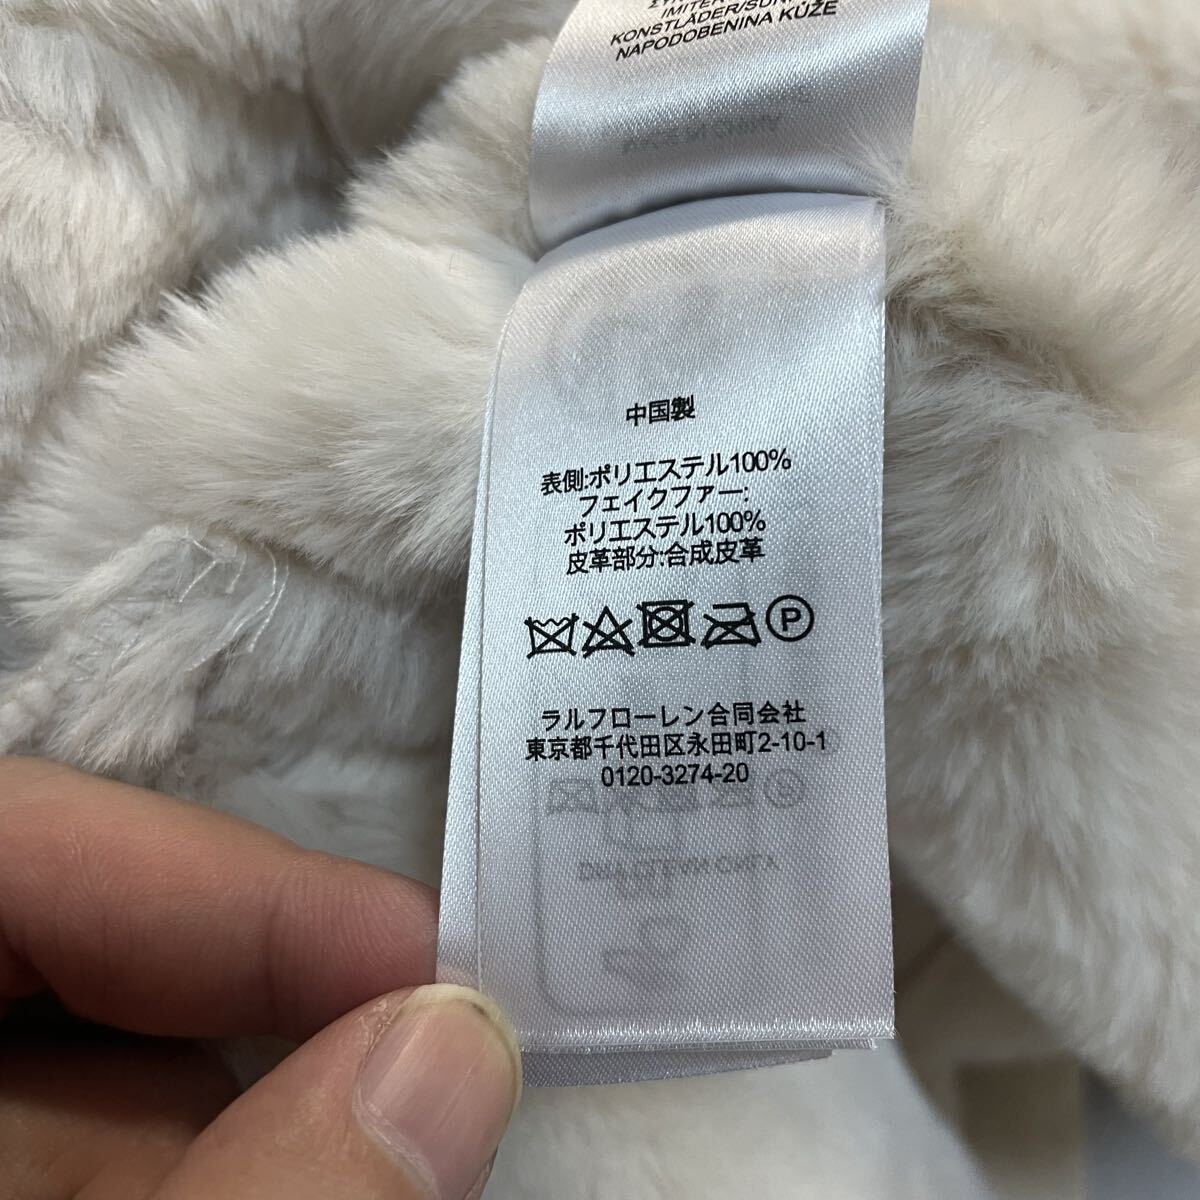 KONSTLÄDER/
NAPODOBENINA KŮŽE
中国製
表側:ポリエステル100%
フェイクファー:
ポリエステル100%
皮革部分:合成皮革
P
ラルフローレン合同会社
東京都千代田区永田町2-10-1
0120-3274-20